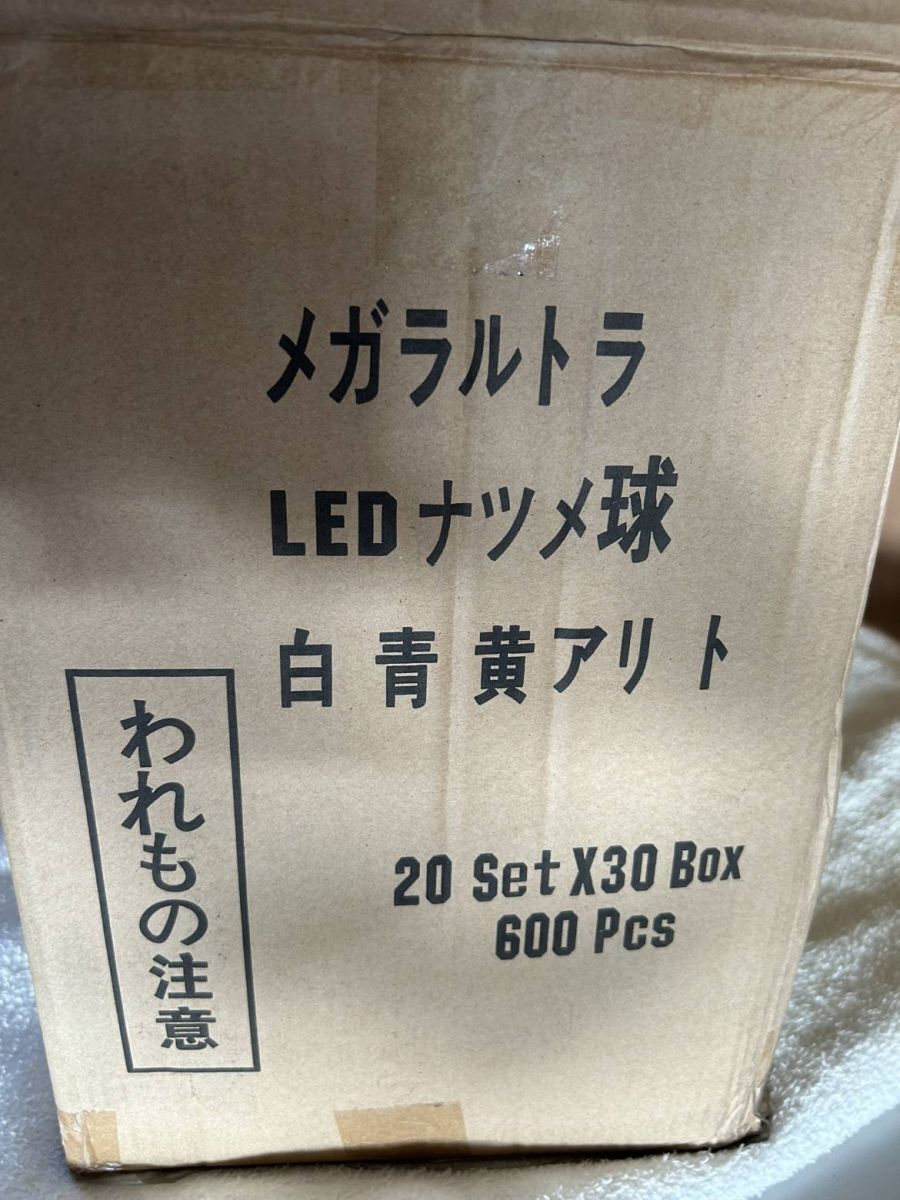 メガラルトラ
LEDナツメ球
白 青 黄アリト
われもの注意
20 Set X30 Box
600 Pcs